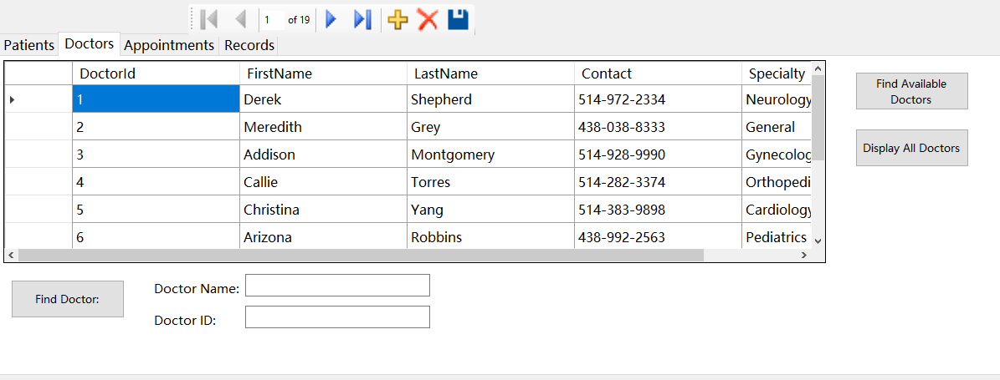 1 of 19
Patients Doctors Appointments Records
DoctorId FirstName LastName Contact Specialty
1 Derek Shepherd 514-972-2334 Neurology
2 Meredith Grey 438-038-8333 General
3 Addison Montgomery 514-928-9990 Gynecolog
4 Callie Torres 514-282-3374 Orthopedi
5 Christina Yang 514-383-9898 Cardiology
6 Arizona Robbins 438-992-2563 Pediatrics
Find Available
Doctors
Display All Doctors
Find Doctor:
Doctor Name:
Doctor ID: